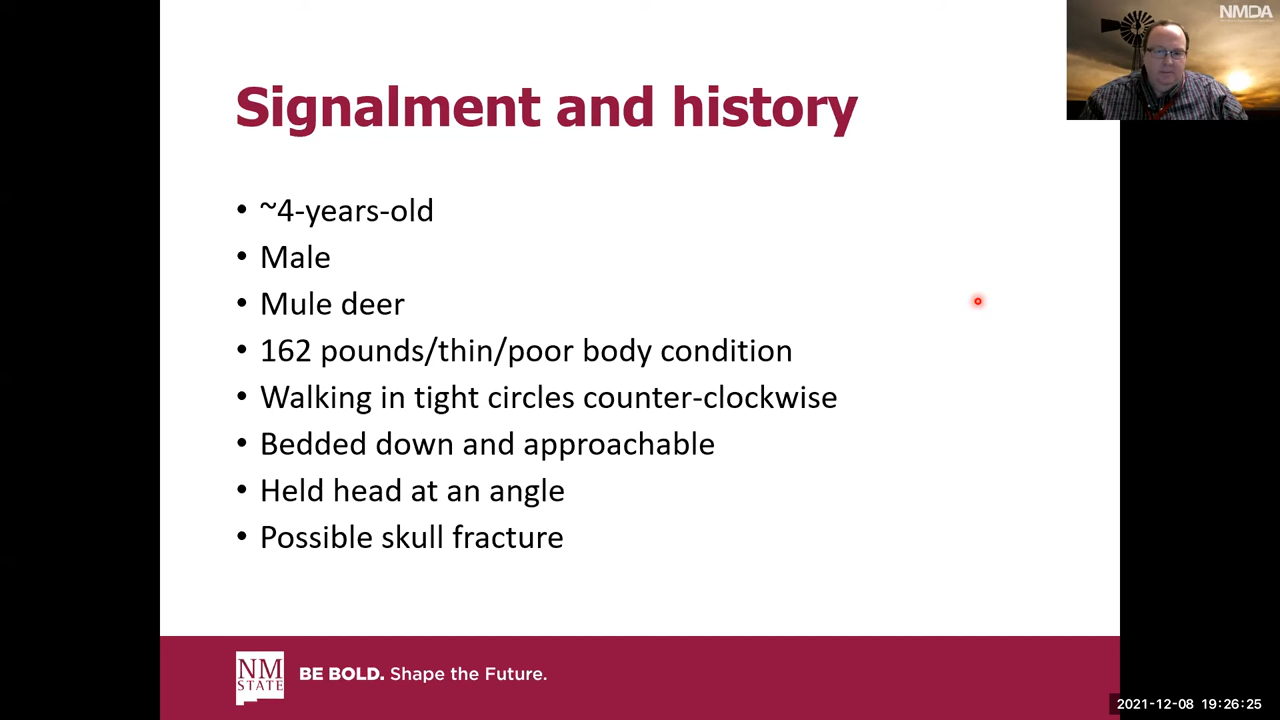 NMDA
Signalment and history
• ~4-years-old
• Male
• Mule deer
• 162 pounds/thin/poor body condition
• Walking in tight circles counter-clockwise
• Bedded down and approachable
• Held head at an angle
• Possible skull fracture
NM
STATE
BE BOLD. Shape the Future.
2021-12-08 19:26:25